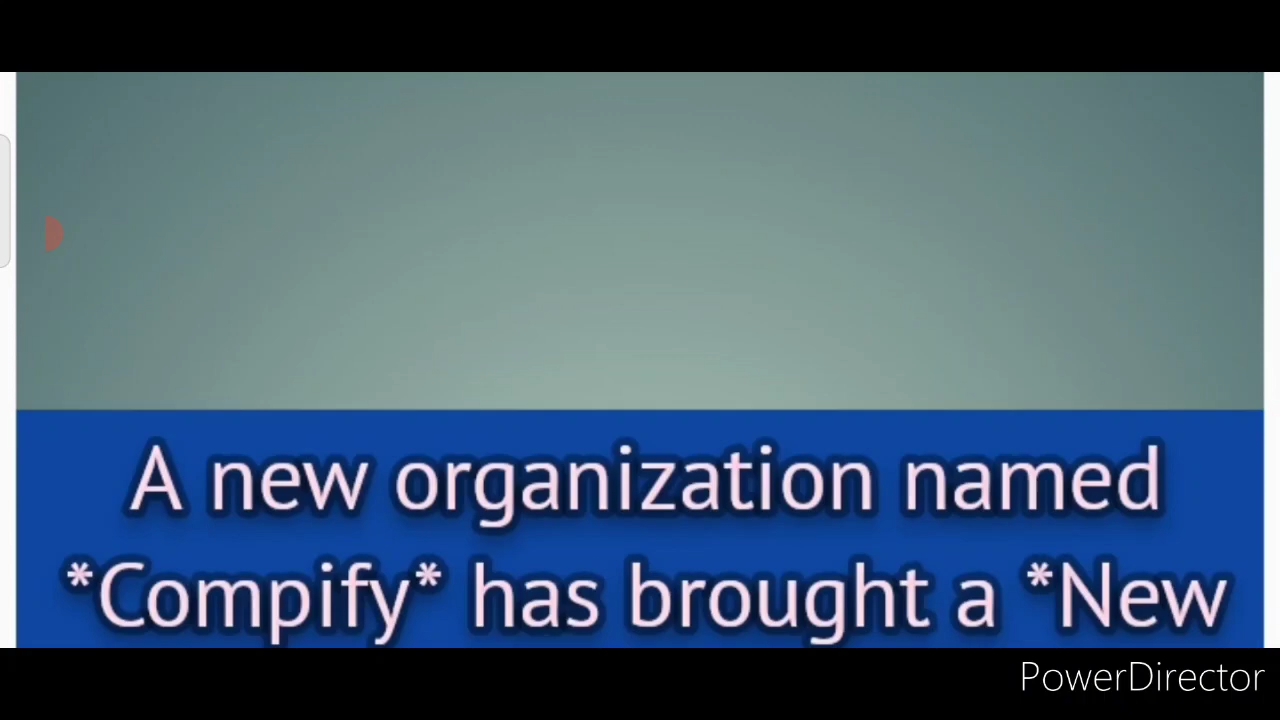 A new organization named
*Compify* has brought a *New
PowerDirector